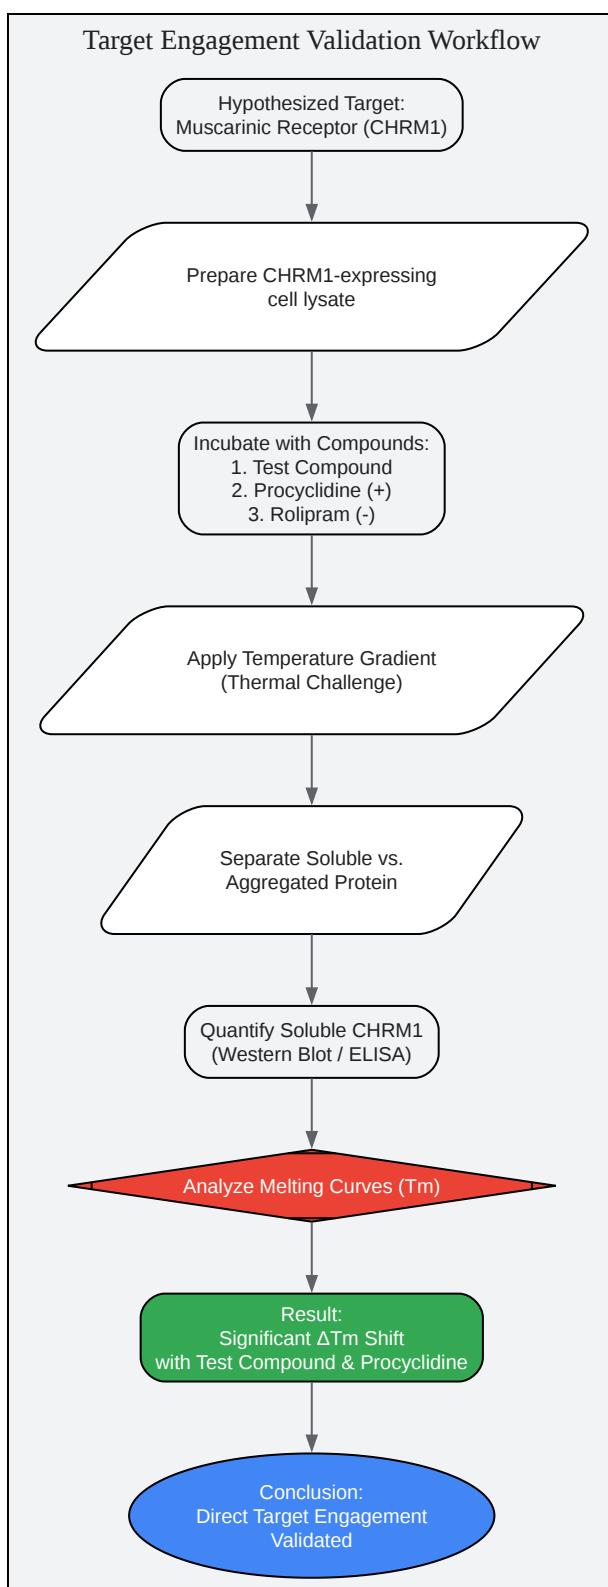 Target Engagement Validation Workflow
Hypothesized Target:
Muscarinic Receptor (CHRM1)
Prepare CHRM1-expressing
cell lysate
Incubate with Compounds:
1. Test Compound
2. Procyclidine (+)
3. Rolipram (-)
Apply Temperature Gradient
(Thermal Challenge)
Separate Soluble vs.
Aggregated Protein
Quantify Soluble CHRM1
(Western Blot / ELISA)
Analyze Melting Curves (Tm)
Result:
Significant ΔTm Shift
with Test Compound & Procyclidine
Conclusion:
Direct Target Engagement
Validated